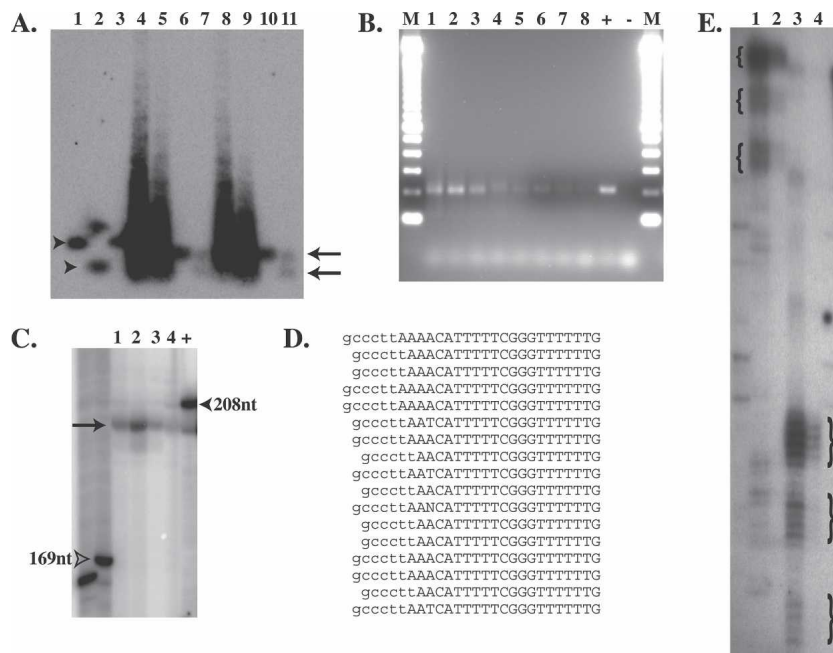 A.
1 2 3 4 5 6 7 8 9 10 11
B.
M 1 2 3 4 5 6 7 8 + - M
E.
1 2 3 4
C.
1 2 3 4 +
208nt
169nt
D.
gcccttAAAACATTTTTCGGGTTTTTTG
gcccttAAACATTTTTCGGGTTTTTTG
gcccttAAACATTTTTCGGGTTTTTTG
gcccttAAAACATTTTTCGGGTTTTTTG
gcccttAAAACATTTTTCGGGTTTTTTG
gcccttAATCATTTTTCGGGTTTTTTG
gcccttAAACATTTTTCGGGTTTTTTG
gcccttAACATTTTTCGGGTTTTTTG
gcccttAATCATTTTTCGGGTTTTTTG
gcccttAACATTTTTCGGGTTTTTTG
gcccttAANCATTTTTCGGGTTTTTTG
gcccttAACATTTTTCGGGTTTTTTG
gcccttAACATTTTTCGGGTTTTTTG
gcccttAAACATTTTTCGGGTTTTTTG
gcccttAACATTTTTCGGGTTTTTTG
gcccttAACATTTTTCGGGTTTTTTG
gcccttAATCATTTTTCGGGTTTTTTG